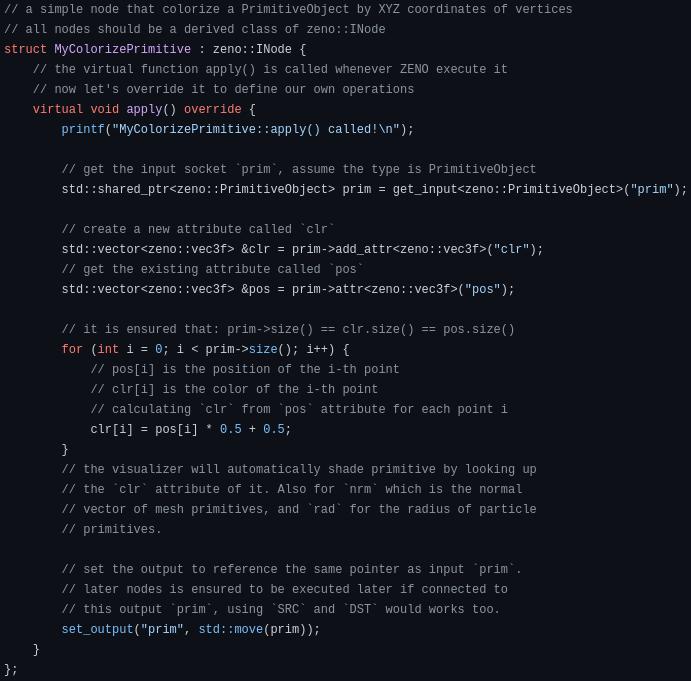 // a simple node that colorize a PrimitiveObject by XYZ coordinates of vertices
// all nodes should be a derived class of zeno::INode
struct MyColorizePrimitive : zeno::INode {
    // the virtual function apply() is called whenever ZENO execute it
    // now let's override it to define our own operations
    virtual void apply() override {
        printf("MyColorizePrimitive::apply() called!\n");

        // get the input socket `prim`, assume the type is PrimitiveObject
        std::shared_ptr<zeno::PrimitiveObject> prim = get_input<zeno::PrimitiveObject>("prim");

        // create a new attribute called `clr`
        std::vector<zeno::vec3f> &clr = prim->add_attr<zeno::vec3f>("clr");
        // get the existing attribute called `pos`
        std::vector<zeno::vec3f> &pos = prim->attr<zeno::vec3f>("pos");

        // it is ensured that: prim->size() == clr.size() == pos.size()
        for (int i = 0; i < prim->size(); i++) {
            // pos[i] is the position of the i-th point
            // clr[i] is the color of the i-th point
            // calculating `clr` from `pos` attribute for each point i
            clr[i] = pos[i] * 0.5 + 0.5;
        }
        // the visualizer will automatically shade primitive by looking up
        // the `clr` attribute of it. Also for `nrm` which is the normal
        // vector of mesh primitives, and `rad` for the radius of particle
        // primitives.

        // set the output to reference the same pointer as input `prim`.
        // later nodes is ensured to be executed later if connected to
        // this output `prim`, using `SRC` and `DST` would works too.
        set_output("prim", std::move(prim));
    }
};